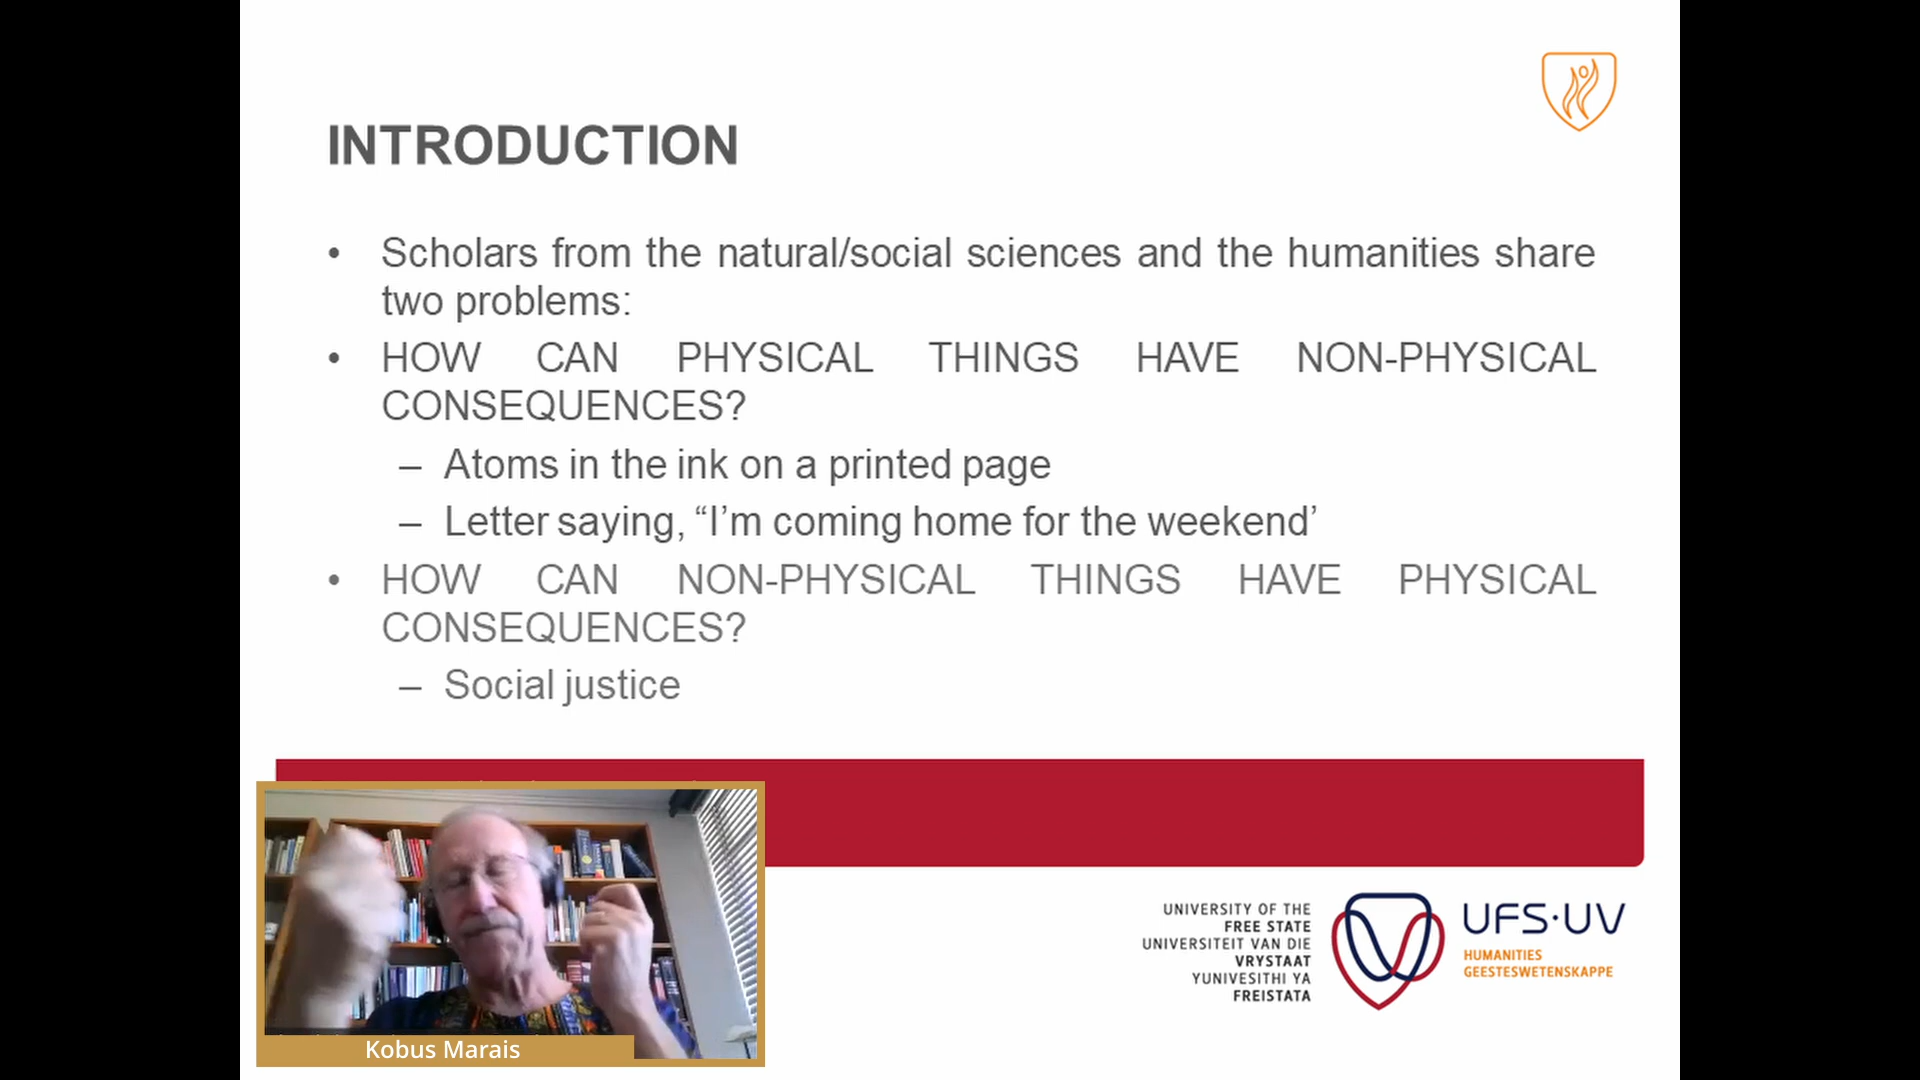 INTRODUCTION
• Scholars from the natural/social sciences and the humanities share
two problems:
• HOW CAN PHYSICAL THINGS HAVE NON-PHYSICAL
CONSEQUENCES?
– Atoms in the ink on a printed page
– Letter saying, “I’m coming home for the weekend’
• HOW CAN NON-PHYSICAL THINGS HAVE PHYSICAL
CONSEQUENCES?
– Social justice
Kobus Marais
UNIVERSITY OF THE
FREE STATE
UNIVERSITEIT VAN DIE
VRYSTAAT
YUNIVESITHI YA
FREISTATA
UFS·UV
HUMANITIES
GEESTESWETENSKAPPE